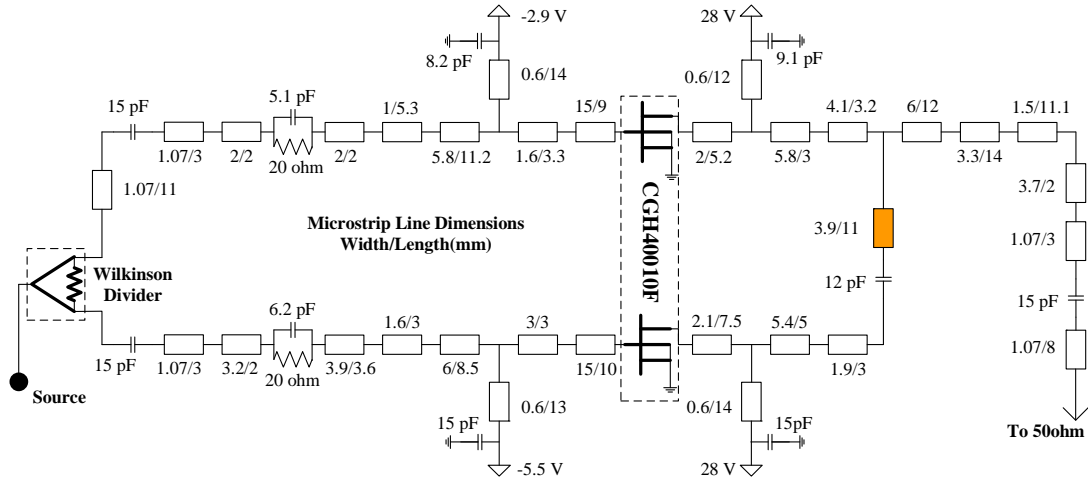 -2.9 V
28 V
8.2 pF
9.1 pF
0.6/14
0.6/12
15 pF
5.1 pF
1/5.3
15/9
4.1/3.2
6/12
1.5/11.1
1.07/3
2/2
20 ohm
2/2
5.8/11.2
1.6/3.3
2/5.2
5.8/3
3.3/14
1.07/11
3.7/2
Microstrip Line Dimensions
Width/Length(mm)
CGH40010F
3.9/11
1.07/3
Wilkinson
Divider
12 pF
15 pF
6.2 pF
1.6/3
3/3
2.1/7.5
5.4/5
15 pF
1.07/3
3.2/2
20 ohm
3.9/3.6
6/8.5
15/10
1.9/3
1.07/8
Source
0.6/13
0.6/14
15 pF
15pF
To 50ohm
-5.5 V
28 V